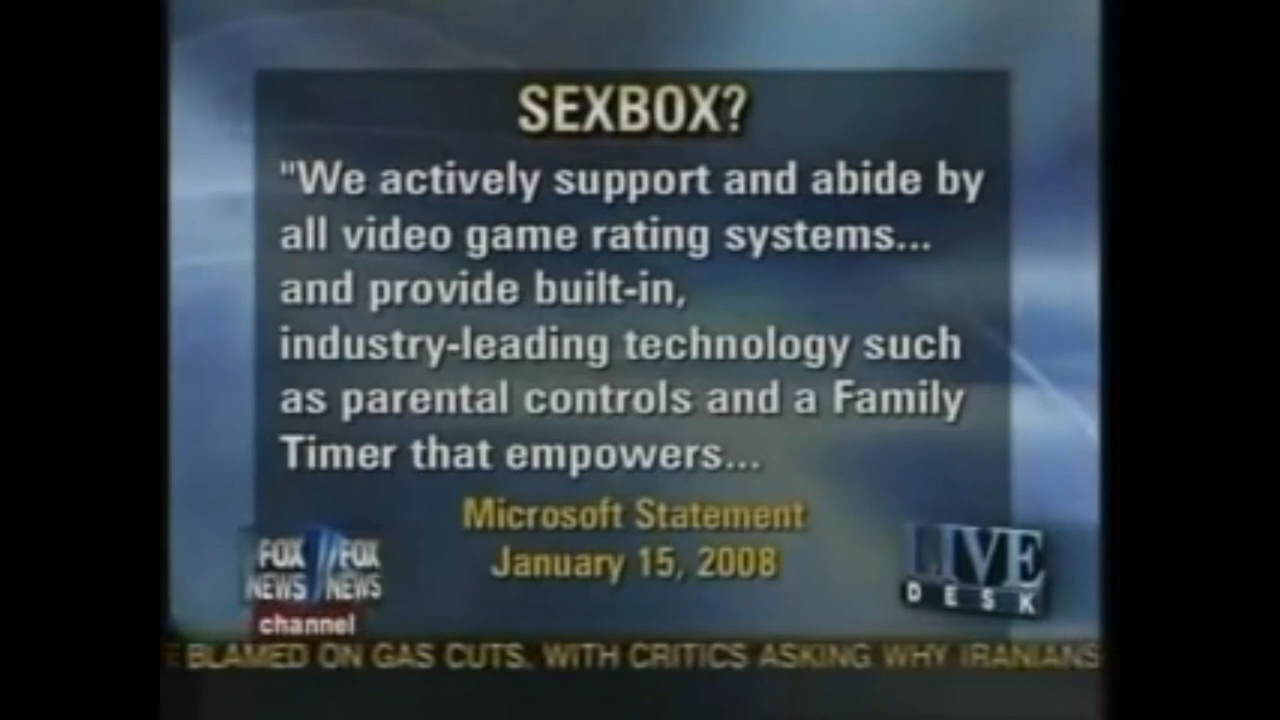 SEXBOX?
"We actively support and abide by
all video game rating systems...
and provide built-in,
industry-leading technology such
as parental controls and a Family
Timer that empowers...
Microsoft Statement
January 15, 2008
FOX NEWS FOX NEWS
channel
LIVE
DESK
BLAMED ON GAS CUTS, WITH CRITICS ASKING WHY IRANIANS